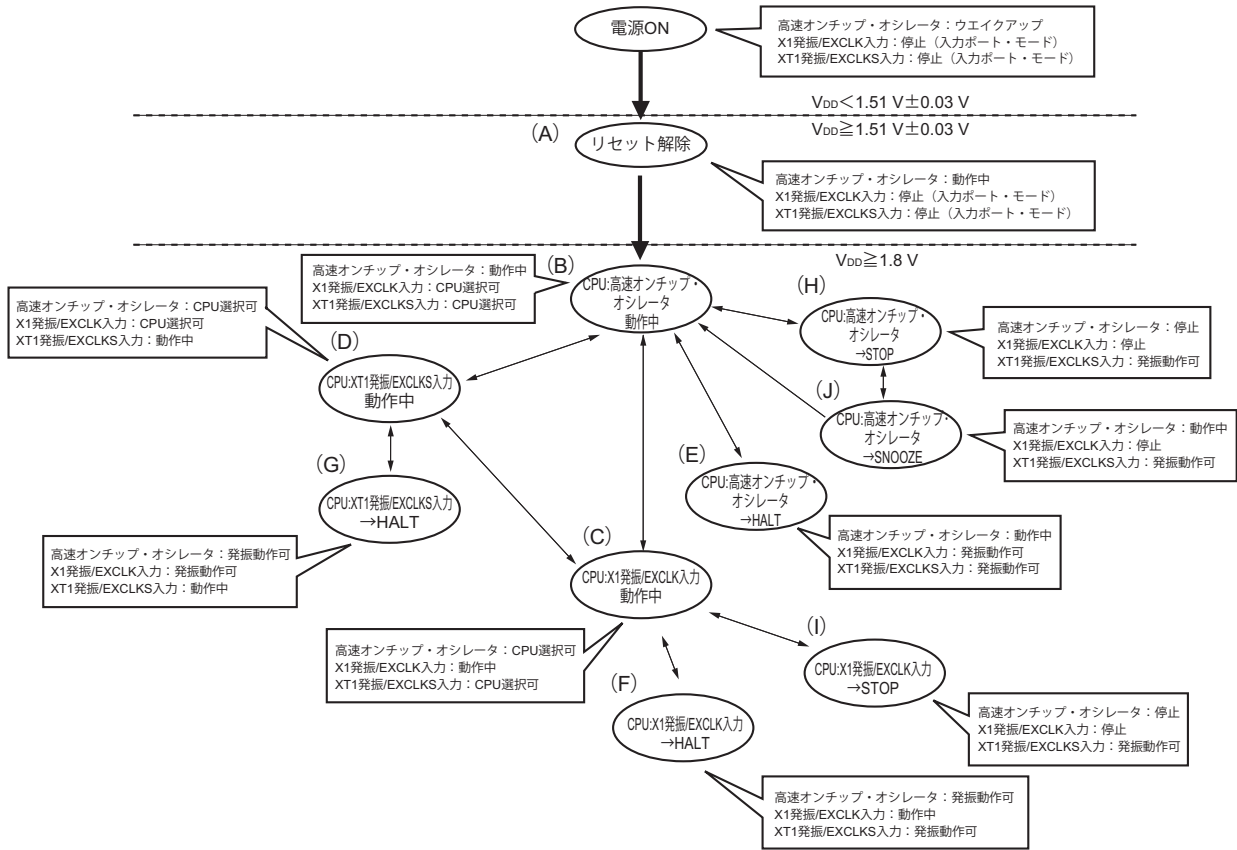 電源ON
高速オンチップ・オシレータ：ウエイクアップ
X1発振/EXCLK入力：停止（入力ポート・モード）
XT1発振/EXCLKS入力：停止（入力ポート・モード）
VDD＜1.51 V±0.03 V
VDD≧1.51 V±0.03 V
(A)
リセット解除
高速オンチップ・オシレータ：動作中
X1発振/EXCLK入力：停止（入力ポート・モード）
XT1発振/EXCLKS入力：停止（入力ポート・モード）
VDD≧1.8 V
(B)
高速オンチップ・オシレータ：動作中
X1発振/EXCLK入力：CPU選択可
XT1発振/EXCLKS入力：CPU選択可
CPU:高速オンチップ・
オシレータ
動作中
高速オンチップ・オシレータ：CPU選択可
X1発振/EXCLK入力：CPU選択可
XT1発振/EXCLKS入力：動作中
(D)
CPU:XT1発振/EXCLKS入力
動作中
(H)
CPU:高速オンチップ・
オシレータ
→STOP
高速オンチップ・オシレータ：停止
X1発振/EXCLK入力：停止
XT1発振/EXCLKS入力：発振動作可
(J)
CPU:高速オンチップ・
オシレータ
→SNOOZE
高速オンチップ・オシレータ：動作中
X1発振/EXCLK入力：停止
XT1発振/EXCLKS入力：発振動作可
(G)
CPU:XT1発振/EXCLKS入力
→HALT
高速オンチップ・オシレータ：発振動作可
X1発振/EXCLK入力：発振動作可
XT1発振/EXCLKS入力：動作中
(E)
CPU:高速オンチップ・
オシレータ
→HALT
高速オンチップ・オシレータ：動作中
X1発振/EXCLK入力：発振動作可
XT1発振/EXCLKS入力：発振動作可
(C)
CPU:X1発振/EXCLK入力
動作中
高速オンチップ・オシレータ：CPU選択可
X1発振/EXCLK入力：動作中
XT1発振/EXCLKS入力：CPU選択可
(I)
CPU:X1発振/EXCLK入力
→STOP
高速オンチップ・オシレータ：停止
X1発振/EXCLK入力：停止
XT1発振/EXCLKS入力：発振動作可
(F)
CPU:X1発振/EXCLK入力
→HALT
高速オンチップ・オシレータ：発振動作可
X1発振/EXCLK入力：動作中
XT1発振/EXCLKS入力：発振動作可